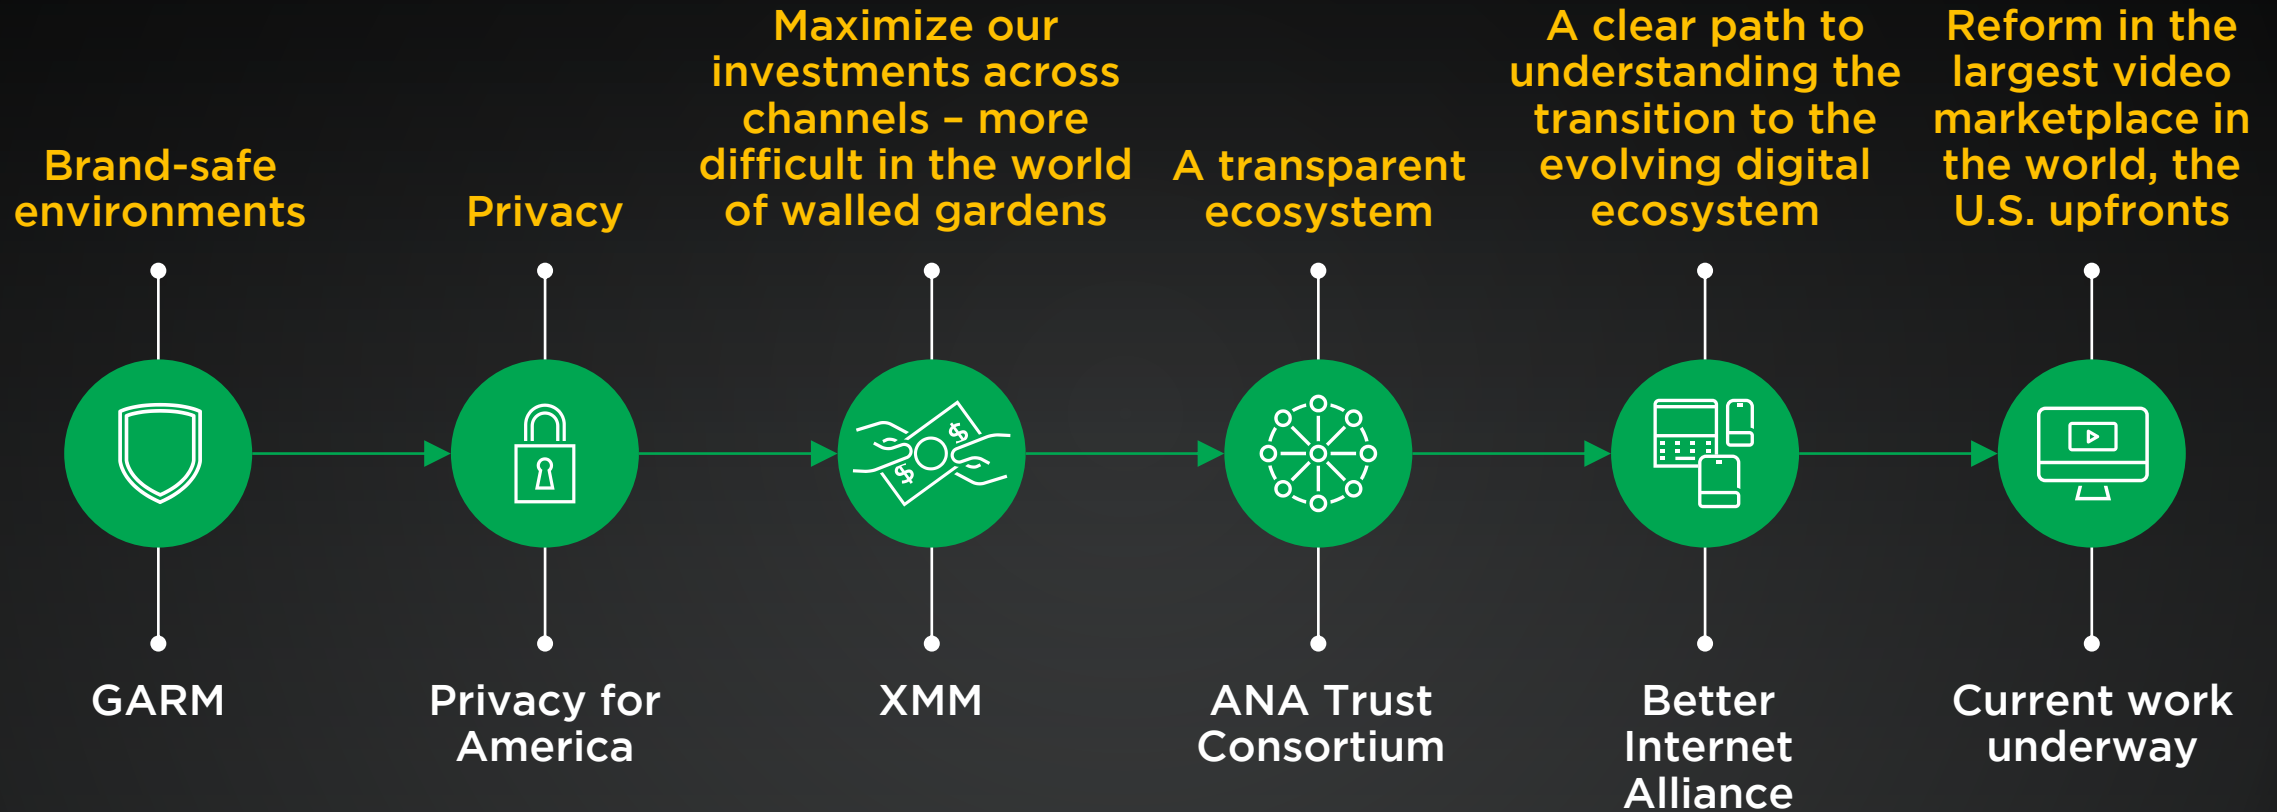 Brand-safe
environments
Privacy
Maximize our
investments across
channels – more
difficult in the world
of walled gardens
A transparent
ecosystem
A clear path to
understanding the
transition to the
evolving digital
ecosystem
Reform in the
largest video
marketplace in
the world, the
U.S. upfronts
$
$
GARM
Privacy for
America
XMM
ANA Trust
Consortium
Better
Internet
Alliance
Current work
underway